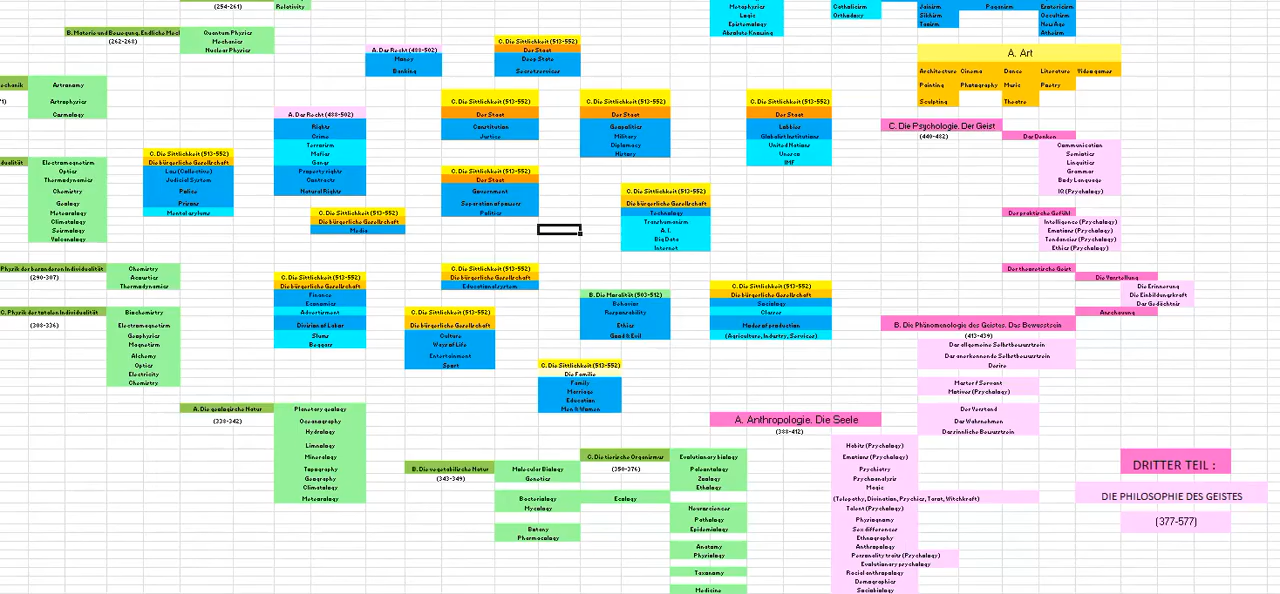 (254-261)
Relativity
Metaphysics
Logic
Epistemology
Absolute Knowing
Catholicism
Orthodoxy
Jainism
Sikhism
Taoism
Paganism
Esotericism
Occultism
New Age
Atheism
B. Materie und Bewegung. Endliche Mec
(262-268)
Quantum Physics
Mechanics
Nuclear Physics
A. Das Recht (488-502)
Money
Banking
C. Die Sittlichkeit (513-552)
Der Staat
Deep State
Secret services
A. Art
Architecture
Cinema
Dance
Literature
Video games
Painting
Photography
Music
Poetry
Sculpting
Theatre
echanik
Astronomy
Astrophysics
Cosmology
A. Das Recht (488-502)
Rights
Crime
Terrorism
Mafias
Gangs
Property rights
Contracts
Natural Rights
C. Die Sittlichkeit (513-552)
Der Staat
Constitution
Justice
C. Die Sittlichkeit (513-552)
Der Staat
Geopolitics
Military
Diplomacy
History
C. Die Sittlichkeit (513-552)
Der Staat
Lobbies
Globalist Institutions
United Nations
Unesco
IMF
C. Die Psychologie. Der Geist
(440-482)
Das Denken
Communication
Semiotics
Linguistics
Grammar
Body Language
IQ (Psychology)
dualität
Electromagnetism
Optics
Thermodynamics
Chemistry
Geology
Meteorology
Climatology
Seismology
Volcanology
C. Die Sittlichkeit (513-552)
Die bürgerliche Gesellschaft
Law (Collective)
Judicial System
Police
Prisons
Mental asylums
C. Die Sittlichkeit (513-552)
Der Staat
Government
Separation of powers
Politics
C. Die Sittlichkeit (513-552)
Die bürgerliche Gesellschaft
Technology
Transhumanism
A. I.
Big Data
Internet
C. Die Sittlichkeit (513-552)
Die bürgerliche Gesellschaft
Media
Das praktische Gefühl
Intelligence (Psychology)
Emotions (Psychology)
Tendencies (Psychology)
Ethics (Psychology)
Physik der besonderen Individualität
(290-307)
Chemistry
Acoustics
Thermodynamics
C. Die Sittlichkeit (513-552)
Die bürgerliche Gesellschaft
Finance
Economics
Advertisment
Division of Labor
Slums
Beggars
C. Die Sittlichkeit (513-552)
Die bürgerliche Gesellschaft
Educational system
Der theoretische Geist
Die Vorstellung
Die Erinnerung
Die Einbildungskraft
Das Gedächtnis
Anschauung
C. Physik der totalen Individualität
(308-336)
Biochemistry
Electromagnetism
Geophysics
Magnetism
Alchemy
Optics
Electricity
Chemistry
C. Die Sittlichkeit (513-552)
Die bürgerliche Gesellschaft
Culture
Ways of Life
Entertainment
Sport
B. Die Moralität (503-512)
Behavior
Responsability
Ethics
Good & Evil
C. Die Sittlichkeit (513-552)
Die bürgerliche Gesellschaft
Sociology
Classes
Modes of production
(Agriculture, Industry, Services)
B. Die Phänomenologie des Geistes. Das Bewusstsein
(413-439)
Das allgemeine Selbstbewusstsein
Das anerkennende Selbstbewusstsein
Desire
Master / Servant
Motives (Psychology)
Der Verstand
Das Wahrnehmen
Das sinnliche Bewusstsein
C. Die Sittlichkeit (513-552)
Die Familie
Family
Marriage
Education
Men & Women
A. Die geologische Natur
(338-342)
Planetary geology
Oceanography
Hydrology
Limnology
Mineralogy
Topography
Geography
Climatology
Meteorology
A. Anthropologie. Die Seele
(388-412)
Habits (Psychology)
Emotions (Psychology)
Psychiatry
Psychoanalysis
Magic
(Telepathy, Divination, Psychics, Tarot, Witchkraft)
Talent (Psychology)
Physiognomy
Sex differences
Ethnography
Anthropology
Personality traits (Psychology)
Evolutionary psychology
Racial anthropology
Demographics
Sociobiology
B. Die vegetabilische Natur
(343-349)
Molecular Biology
Genetics
Bacteriology
Mycology
Botany
Pharmacology
C. Die tierische Organismus
(350-376)
Ecology
Evolutionary biology
Paleontology
Zoology
Ethology
Neurosciences
Pathology
Epidemiology
Anatomy
Physiology
Taxonomy
Medicine
DRITTER TEIL :
DIE PHILOSOPHIE DES GEISTES
(377-577)